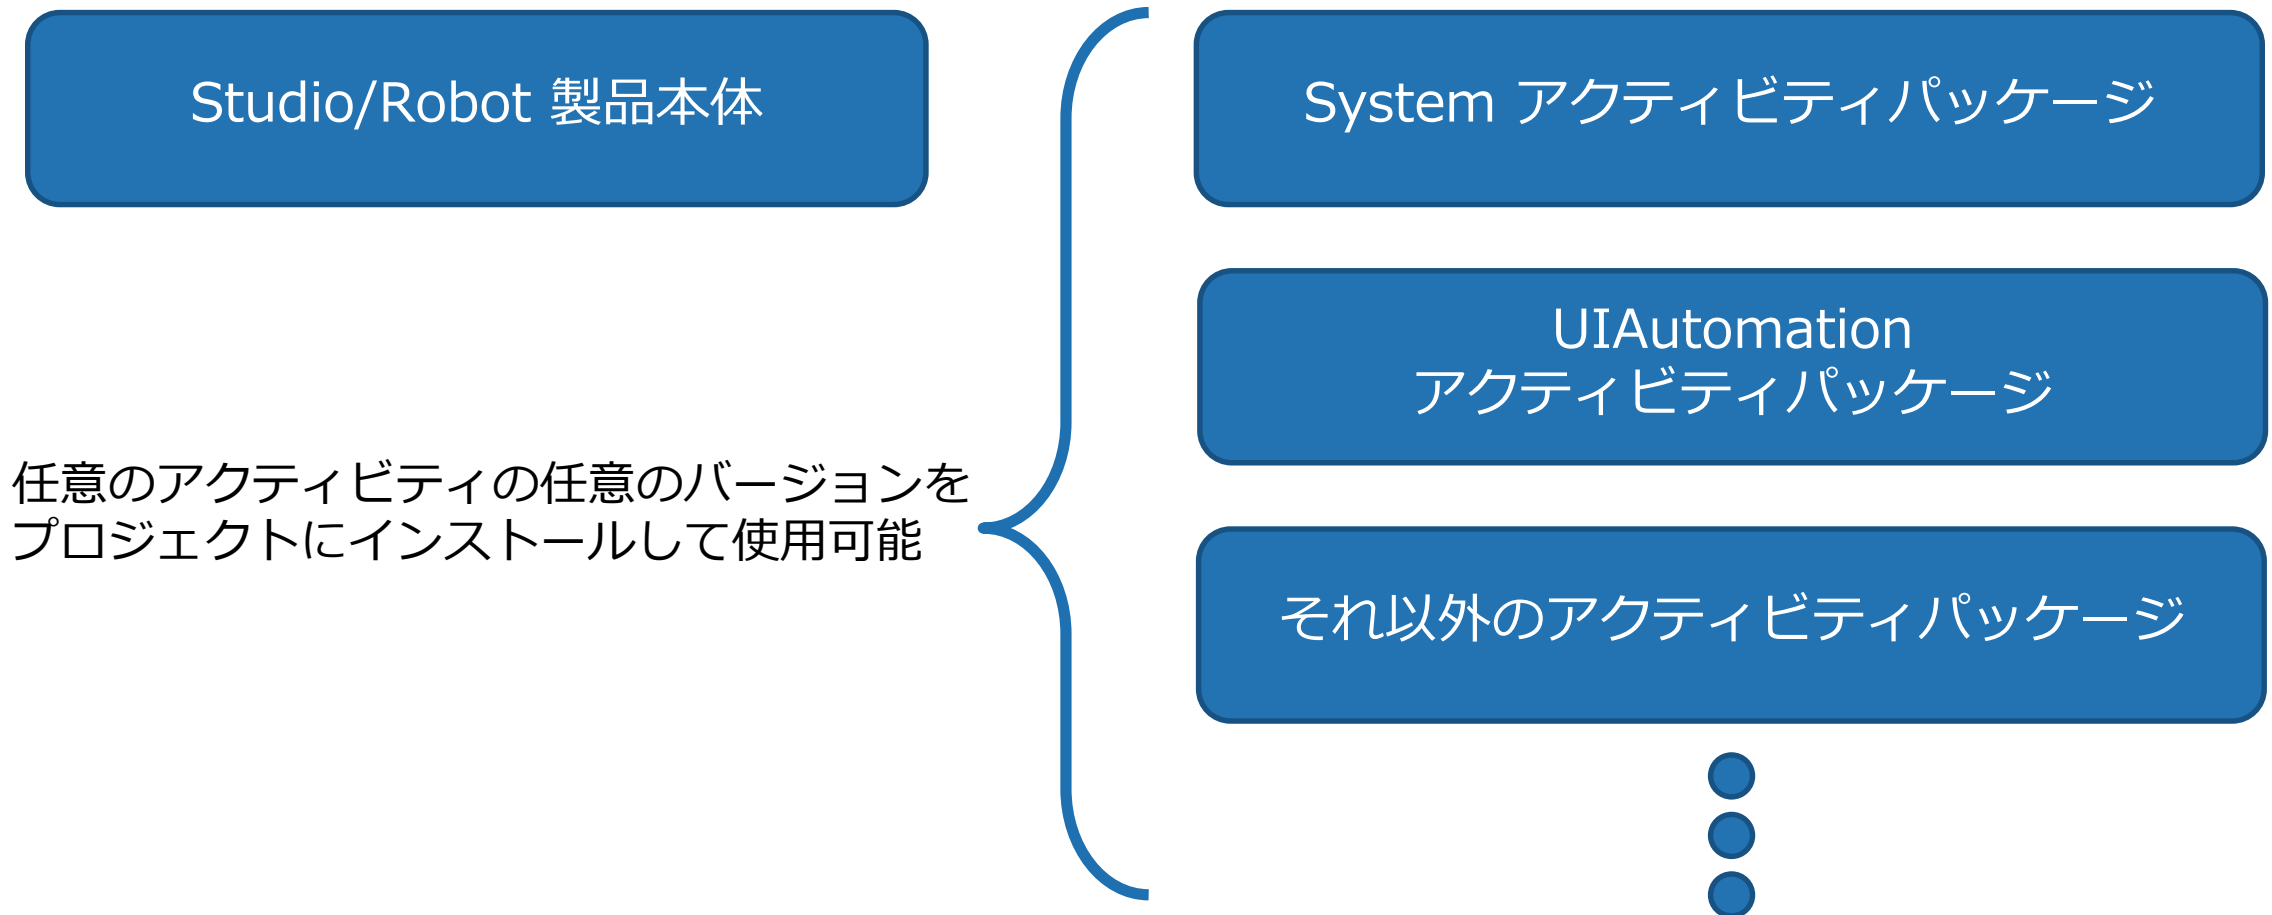 Studio/Robot 製品本体
System アクティビティパッケージ
UIAutomation
アクティビティパッケージ
任意のアクティビティの任意のバージョンを
プロジェクトにインストールして使用可能
それ以外のアクティビティパッケージ